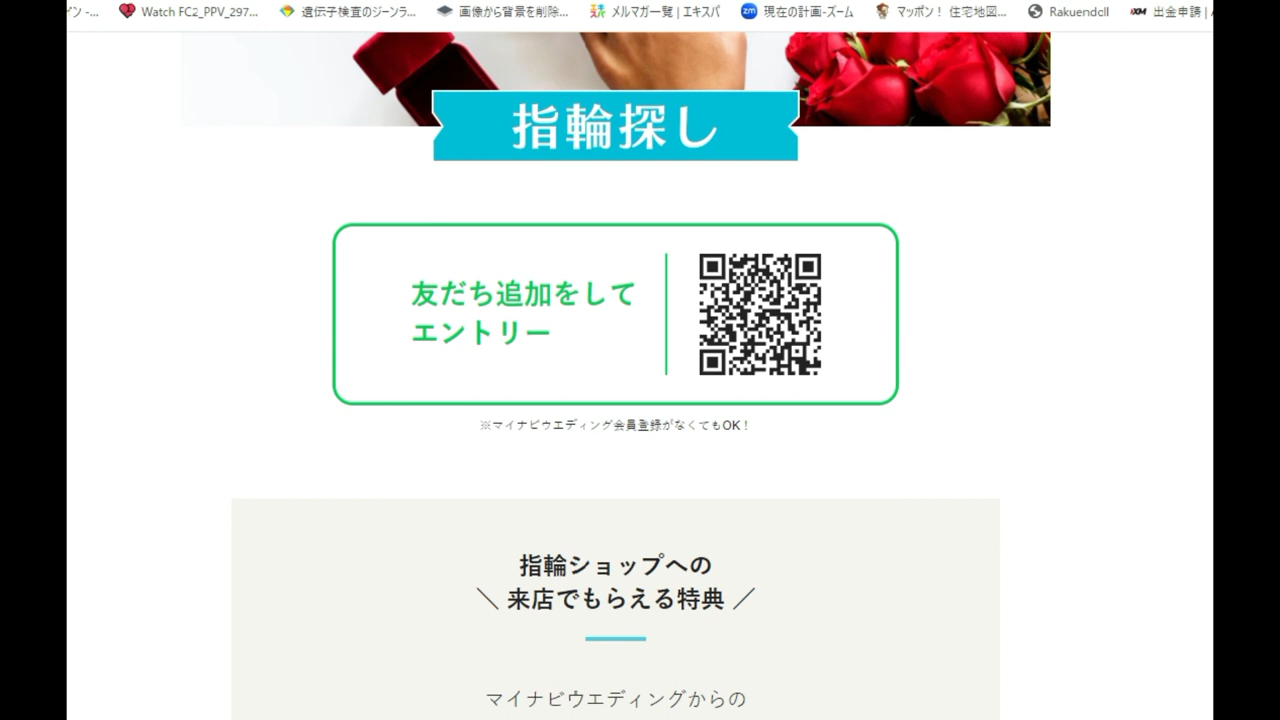 イン -...
Watch FC2_PPV_297...
遺伝子検査のジーンラ...
画像から背景を削除...
メルマガ一覧 | エキスパ
現在の計画-ズーム
マッポン！ 住宅地図...
Rakuendoll
出金申請 |
指輪探し
友だち追加をして
エントリー
※マイナビウエディング会員登録がなくてもOK！
指輪ショップへの
＼ 来店でもらえる特典 ／
マイナビウエディングからの